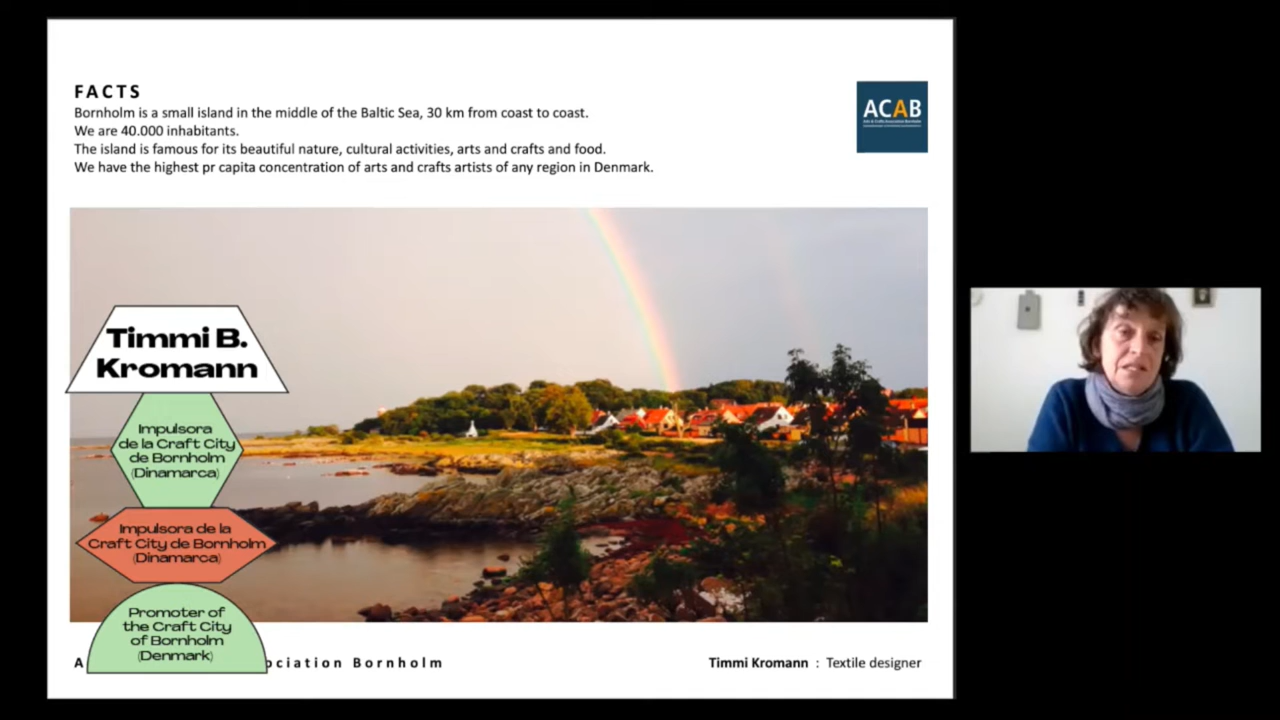 FACTS
Bornholm is a small island in the middle of the Baltic Sea, 30 km from coast to coast.
We are 40.000 inhabitants.
The island is famous for its beautiful nature, cultural activities, arts and crafts and food.
We have the highest pr capita concentration of arts and crafts artists of any region in Denmark.
ACAB
Arts & Crafts Association Bornholm
Timmi B.
Kromann
Impulsora
de la Craft City
de Bornholm
(Dinamarca)
Impulsora de la
Craft City de Bornholm
(Dinamarca)
Promoter of
the Craft City
of Bornholm
(Denmark)
A ociation Bornholm
Timmi Kromann : Textile designer